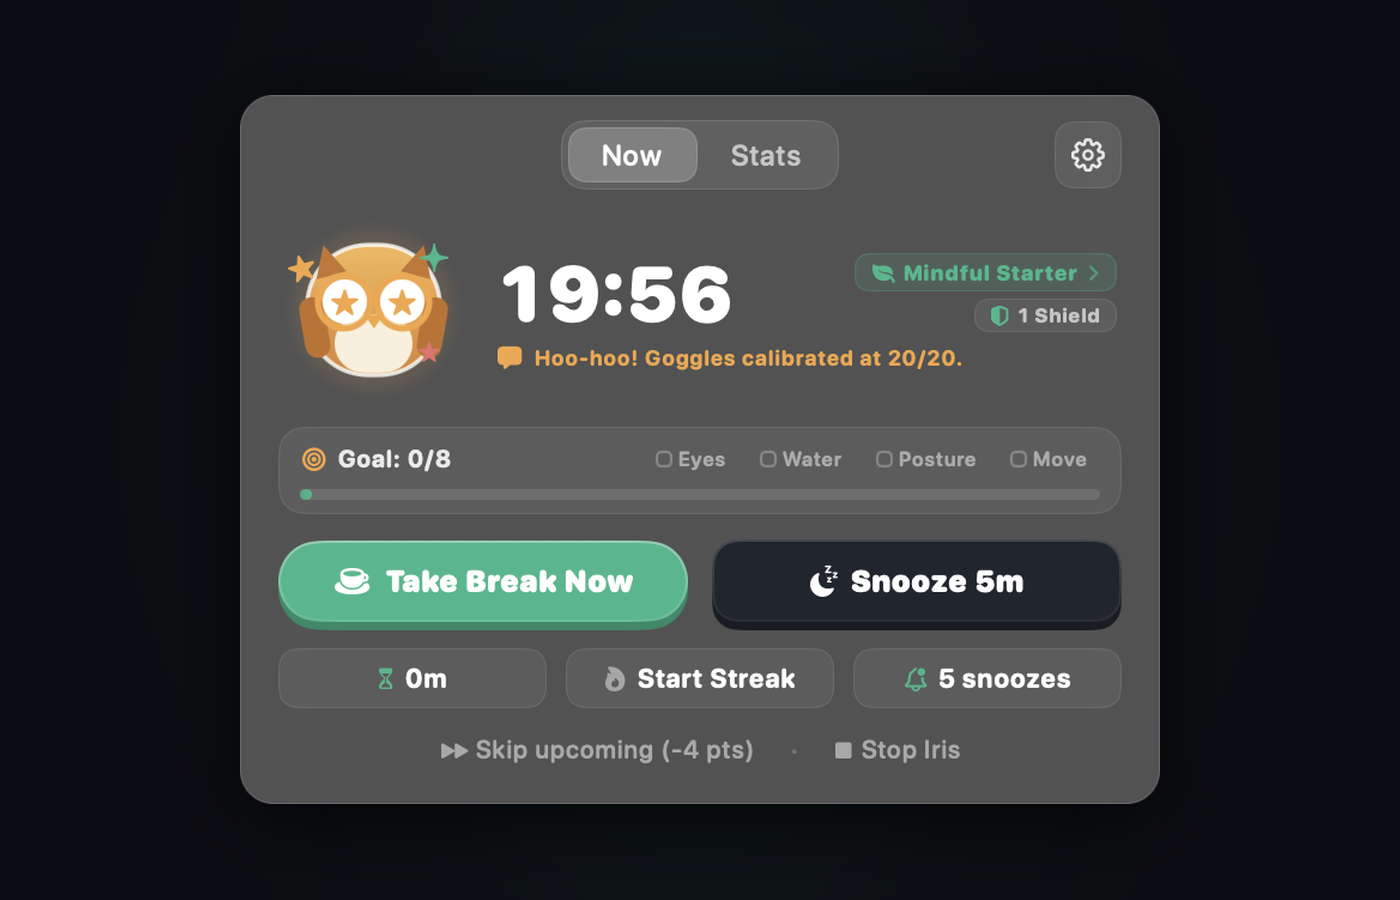 Now
Stats
19:56
Mindful Starter
1 Shield
Hoo-hoo! Goggles calibrated at 20/20.
Goal: 0/8
Eyes
Water
Posture
Move
Take Break Now
Snooze 5m
0m
Start Streak
5 snoozes
Skip upcoming (-4 pts)
·
Stop Iris